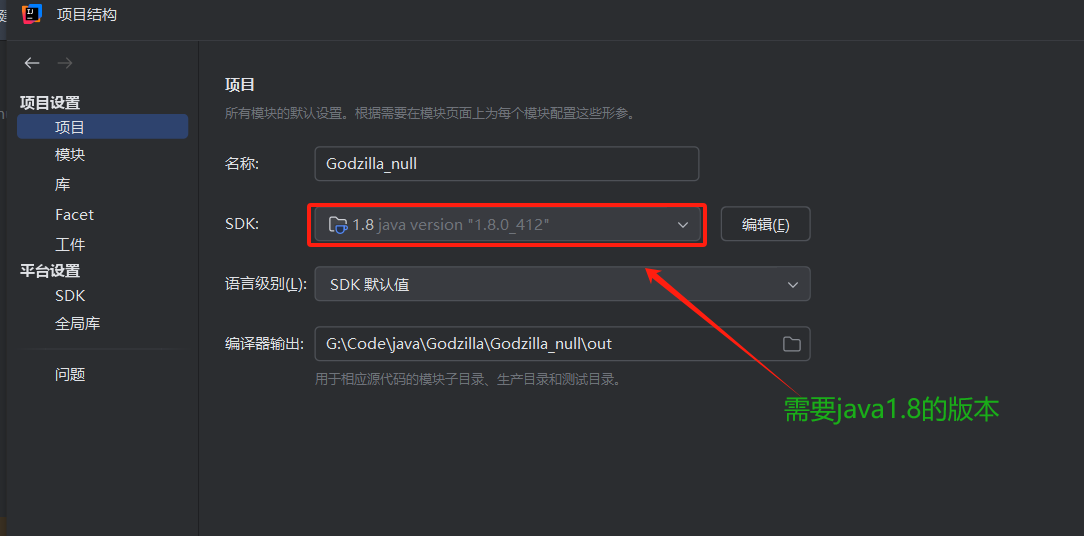 项目结构
项目设置
项目
模块
库
Facet
工件
平台设置
SDK
全局库
问题
项目
所有模块的默认设置。根据需要在模块页面上为每个模块配置这些形参。
名称: Godzilla_null
SDK: 1.8 java version "1.8.0_412" 编辑(E)
语言级别(L): SDK 默认值
编译器输出: G:\Code\java\Godzilla\Godzilla_null\out
用于相应源代码的模块子目录、生产目录和测试目录。
需要java1.8的版本